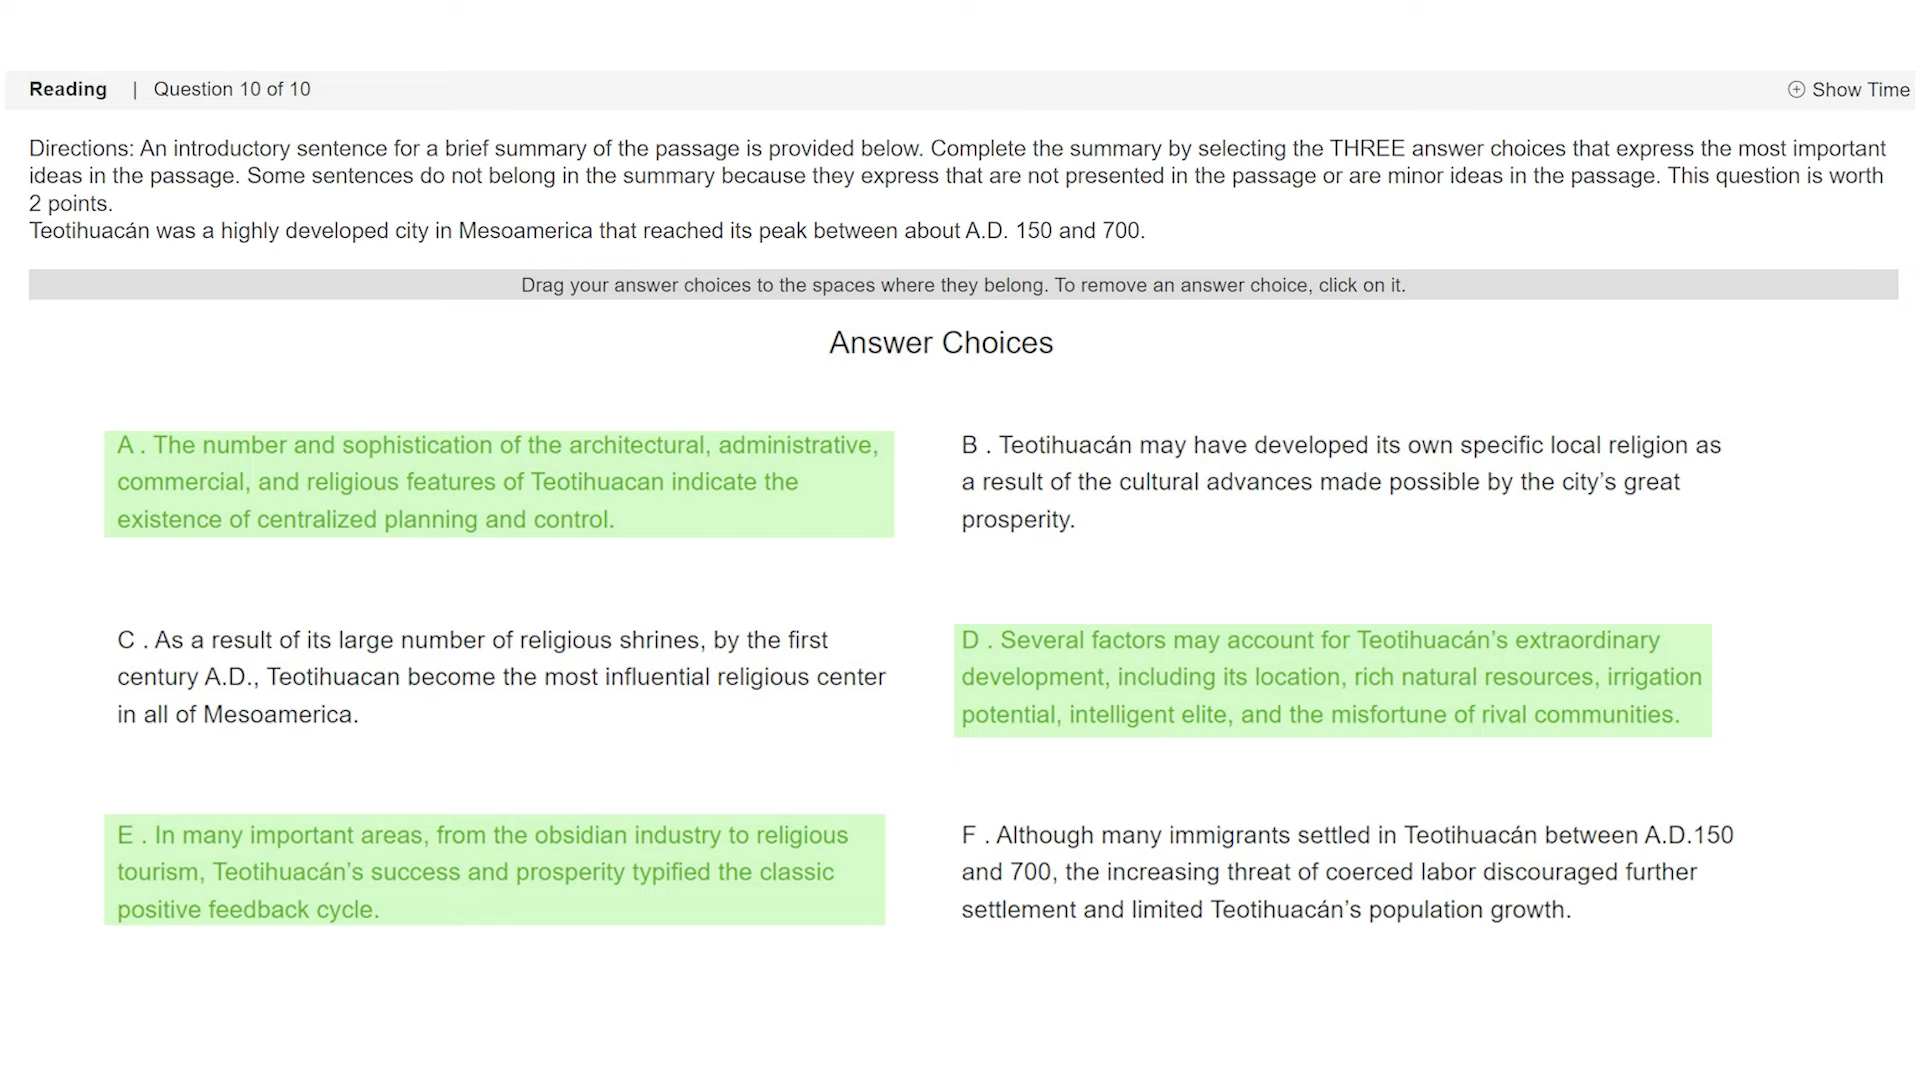 Reading | Question 10 of 10
Show Time
Directions: An introductory sentence for a brief summary of the passage is provided below. Complete the summary by selecting the THREE answer choices that express the most important
ideas in the passage. Some sentences do not belong in the summary because they express that are not presented in the passage or are minor ideas in the passage. This question is worth
2 points.
Teotihuacán was a highly developed city in Mesoamerica that reached its peak between about A.D. 150 and 700.
Drag your answer choices to the spaces where they belong. To remove an answer choice, click on it.
Answer Choices
A . The number and sophistication of the architectural, administrative,
commercial, and religious features of Teotihuacan indicate the
existence of centralized planning and control.
B . Teotihuacán may have developed its own specific local religion as
a result of the cultural advances made possible by the city’s great
prosperity.
C . As a result of its large number of religious shrines, by the first
century A.D., Teotihuacan become the most influential religious center
in all of Mesoamerica.
D . Several factors may account for Teotihuacán’s extraordinary
development, including its location, rich natural resources, irrigation
potential, intelligent elite, and the misfortune of rival communities.
E . In many important areas, from the obsidian industry to religious
tourism, Teotihuacán’s success and prosperity typified the classic
positive feedback cycle.
F . Although many immigrants settled in Teotihuacán between A.D.150
and 700, the increasing threat of coerced labor discouraged further
settlement and limited Teotihuacán’s population growth.